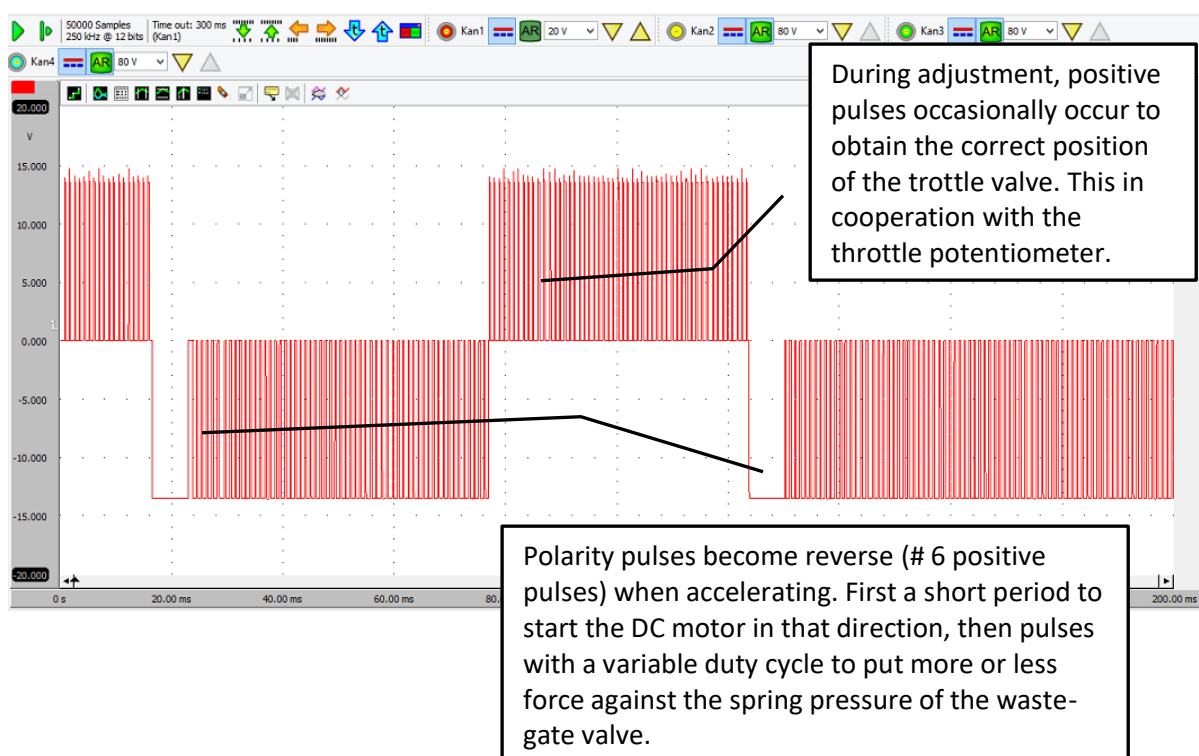 50000 Samples
250 kHz @ 12 bits
Time out: 300 ms
(Kan1)
Kan1
AR
20 V
Kan2
AR
80 V
Kan3
AR
80 V
Kan4
AR
80 V
During adjustment, positive
pulses occasionally occur to
obtain the correct position
of the trottle valve. This in
cooperation with the
throttle potentiometer.
20.000
V
15.000
10.000
5.000
0.000
-5.000
-10.000
-15.000
-20.000
0 s
20.00 ms
40.00 ms
60.00 ms
80.
200.00 ms
Polarity pulses become reverse (# 6 positive
pulses) when accelerating. First a short period to
start the DC motor in that direction, then pulses
with a variable duty cycle to put more or less
force against the spring pressure of the waste-
gate valve.